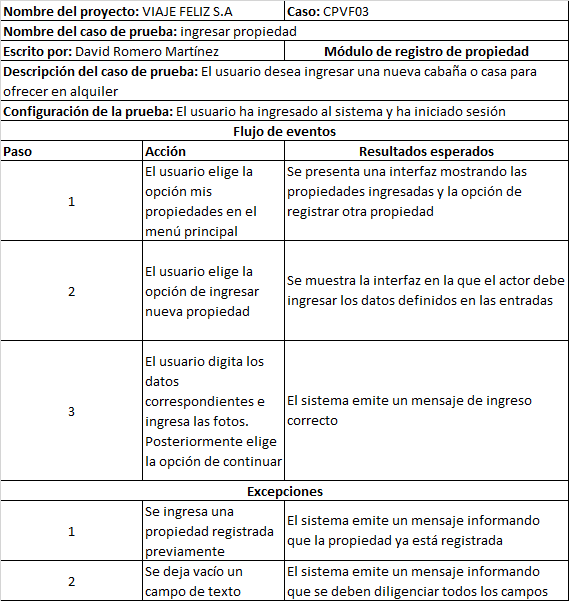 Nombre del proyecto: VIAJE FELIZ S.A Caso: CPVF03
Nombre del caso de prueba: ingresar propiedad
Escrito por: David Romero Martínez Módulo de registro de propiedad
Descripción del caso de prueba: El usuario desea ingresar una nueva cabaña o casa para
ofrecer en alquiler
Configuración de la prueba: El usuario ha ingresado al sistema y ha iniciado sesión
Flujo de eventos
Paso Acción Resultados esperados
1
El usuario elige la
opción mis
propiedades en el
menú principal
Se presenta una interfaz mostrando las
propiedades ingresadas y la opción de
registrar otra propiedad
2
El usuario elige la
opción de ingresar
nueva propiedad
Se muestra la interfaz en la que el actor debe
ingresar los datos definidos en las entradas
3
El usuario digita los
datos
correspondientes e
ingresa las fotos.
Posteriormente elige
la opción de continuar
El sistema emite un mensaje de ingreso
correcto
Excepciones
1
Se ingresa una
propiedad registrada
previamente
El sistema emite un mensaje informando
que la propiedad ya está registrada
2
Se deja vacío un
campo de texto
El sistema emite un mensaje informando
que se deben diligenciar todos los campos